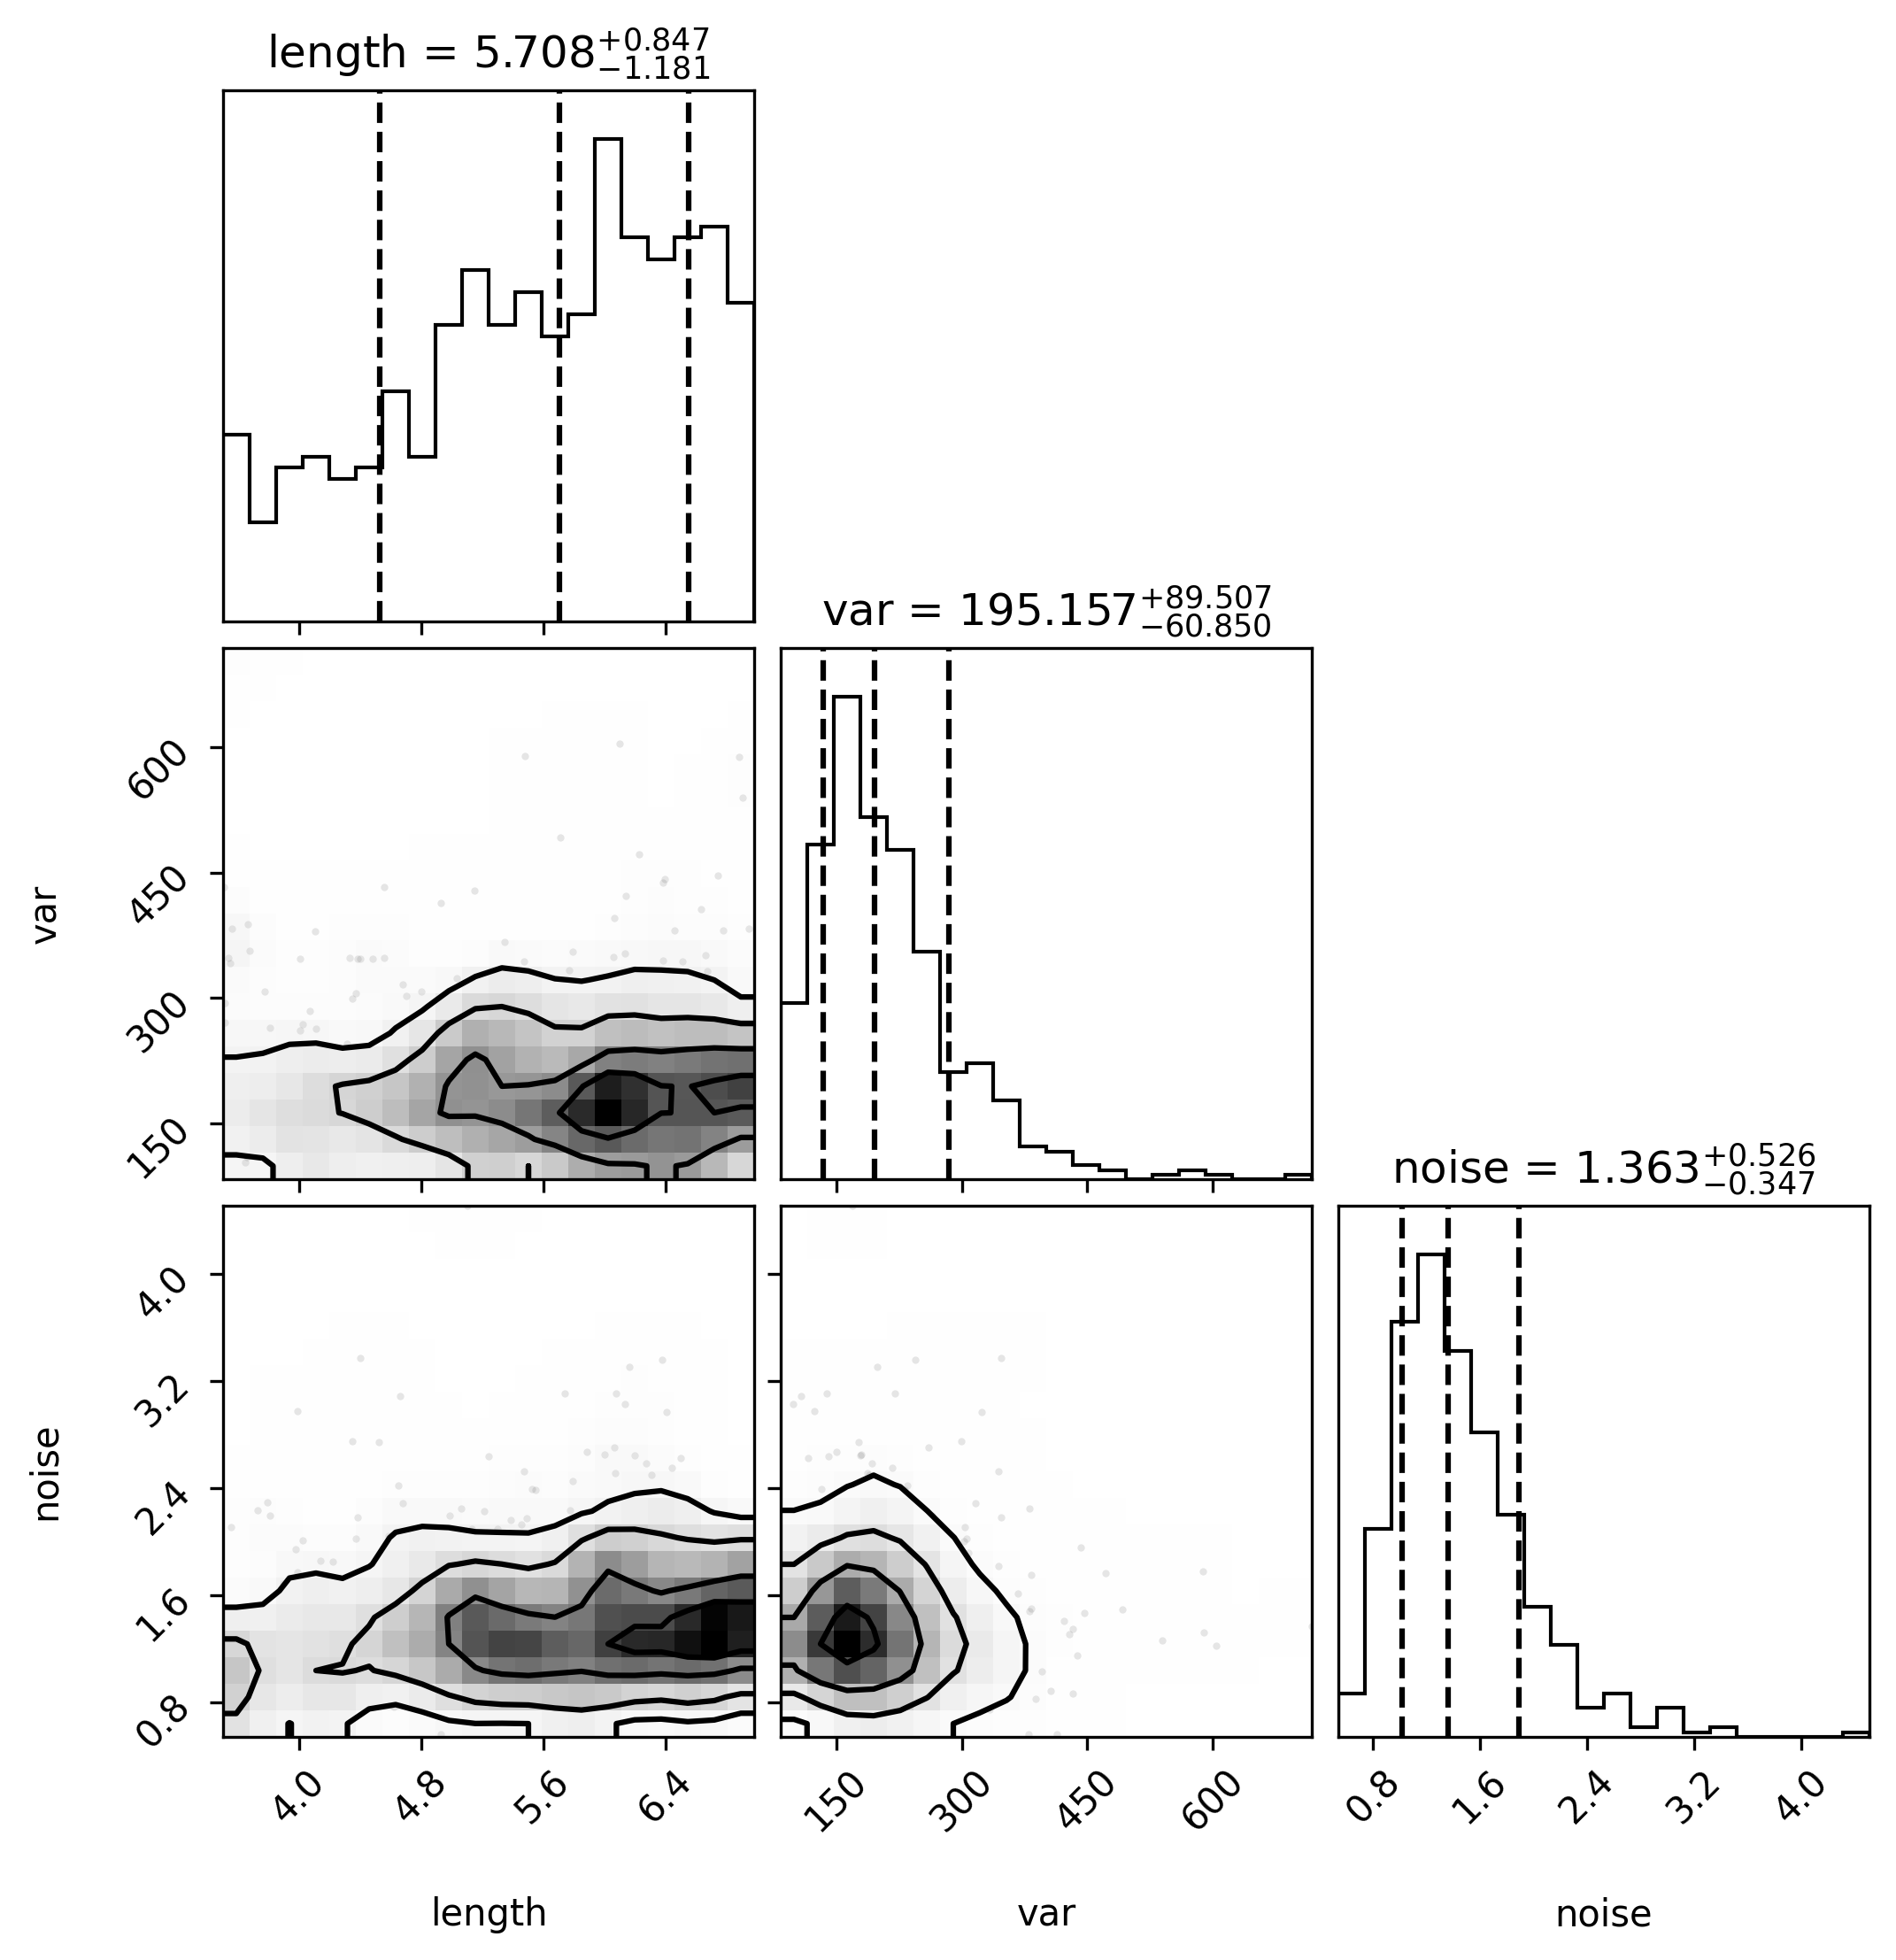 length = 5.708+0.847 −1.181
var = 195.157+89.507 −60.850
600
450
var
300
150
noise = 1.363+0.526 −0.347
4.0
3.2
noise
2.4
1.6
0.8
4.0 4.8 5.6 6.4 150 300 450 600 0.8 1.6 2.4 3.2 4.0
length var noise